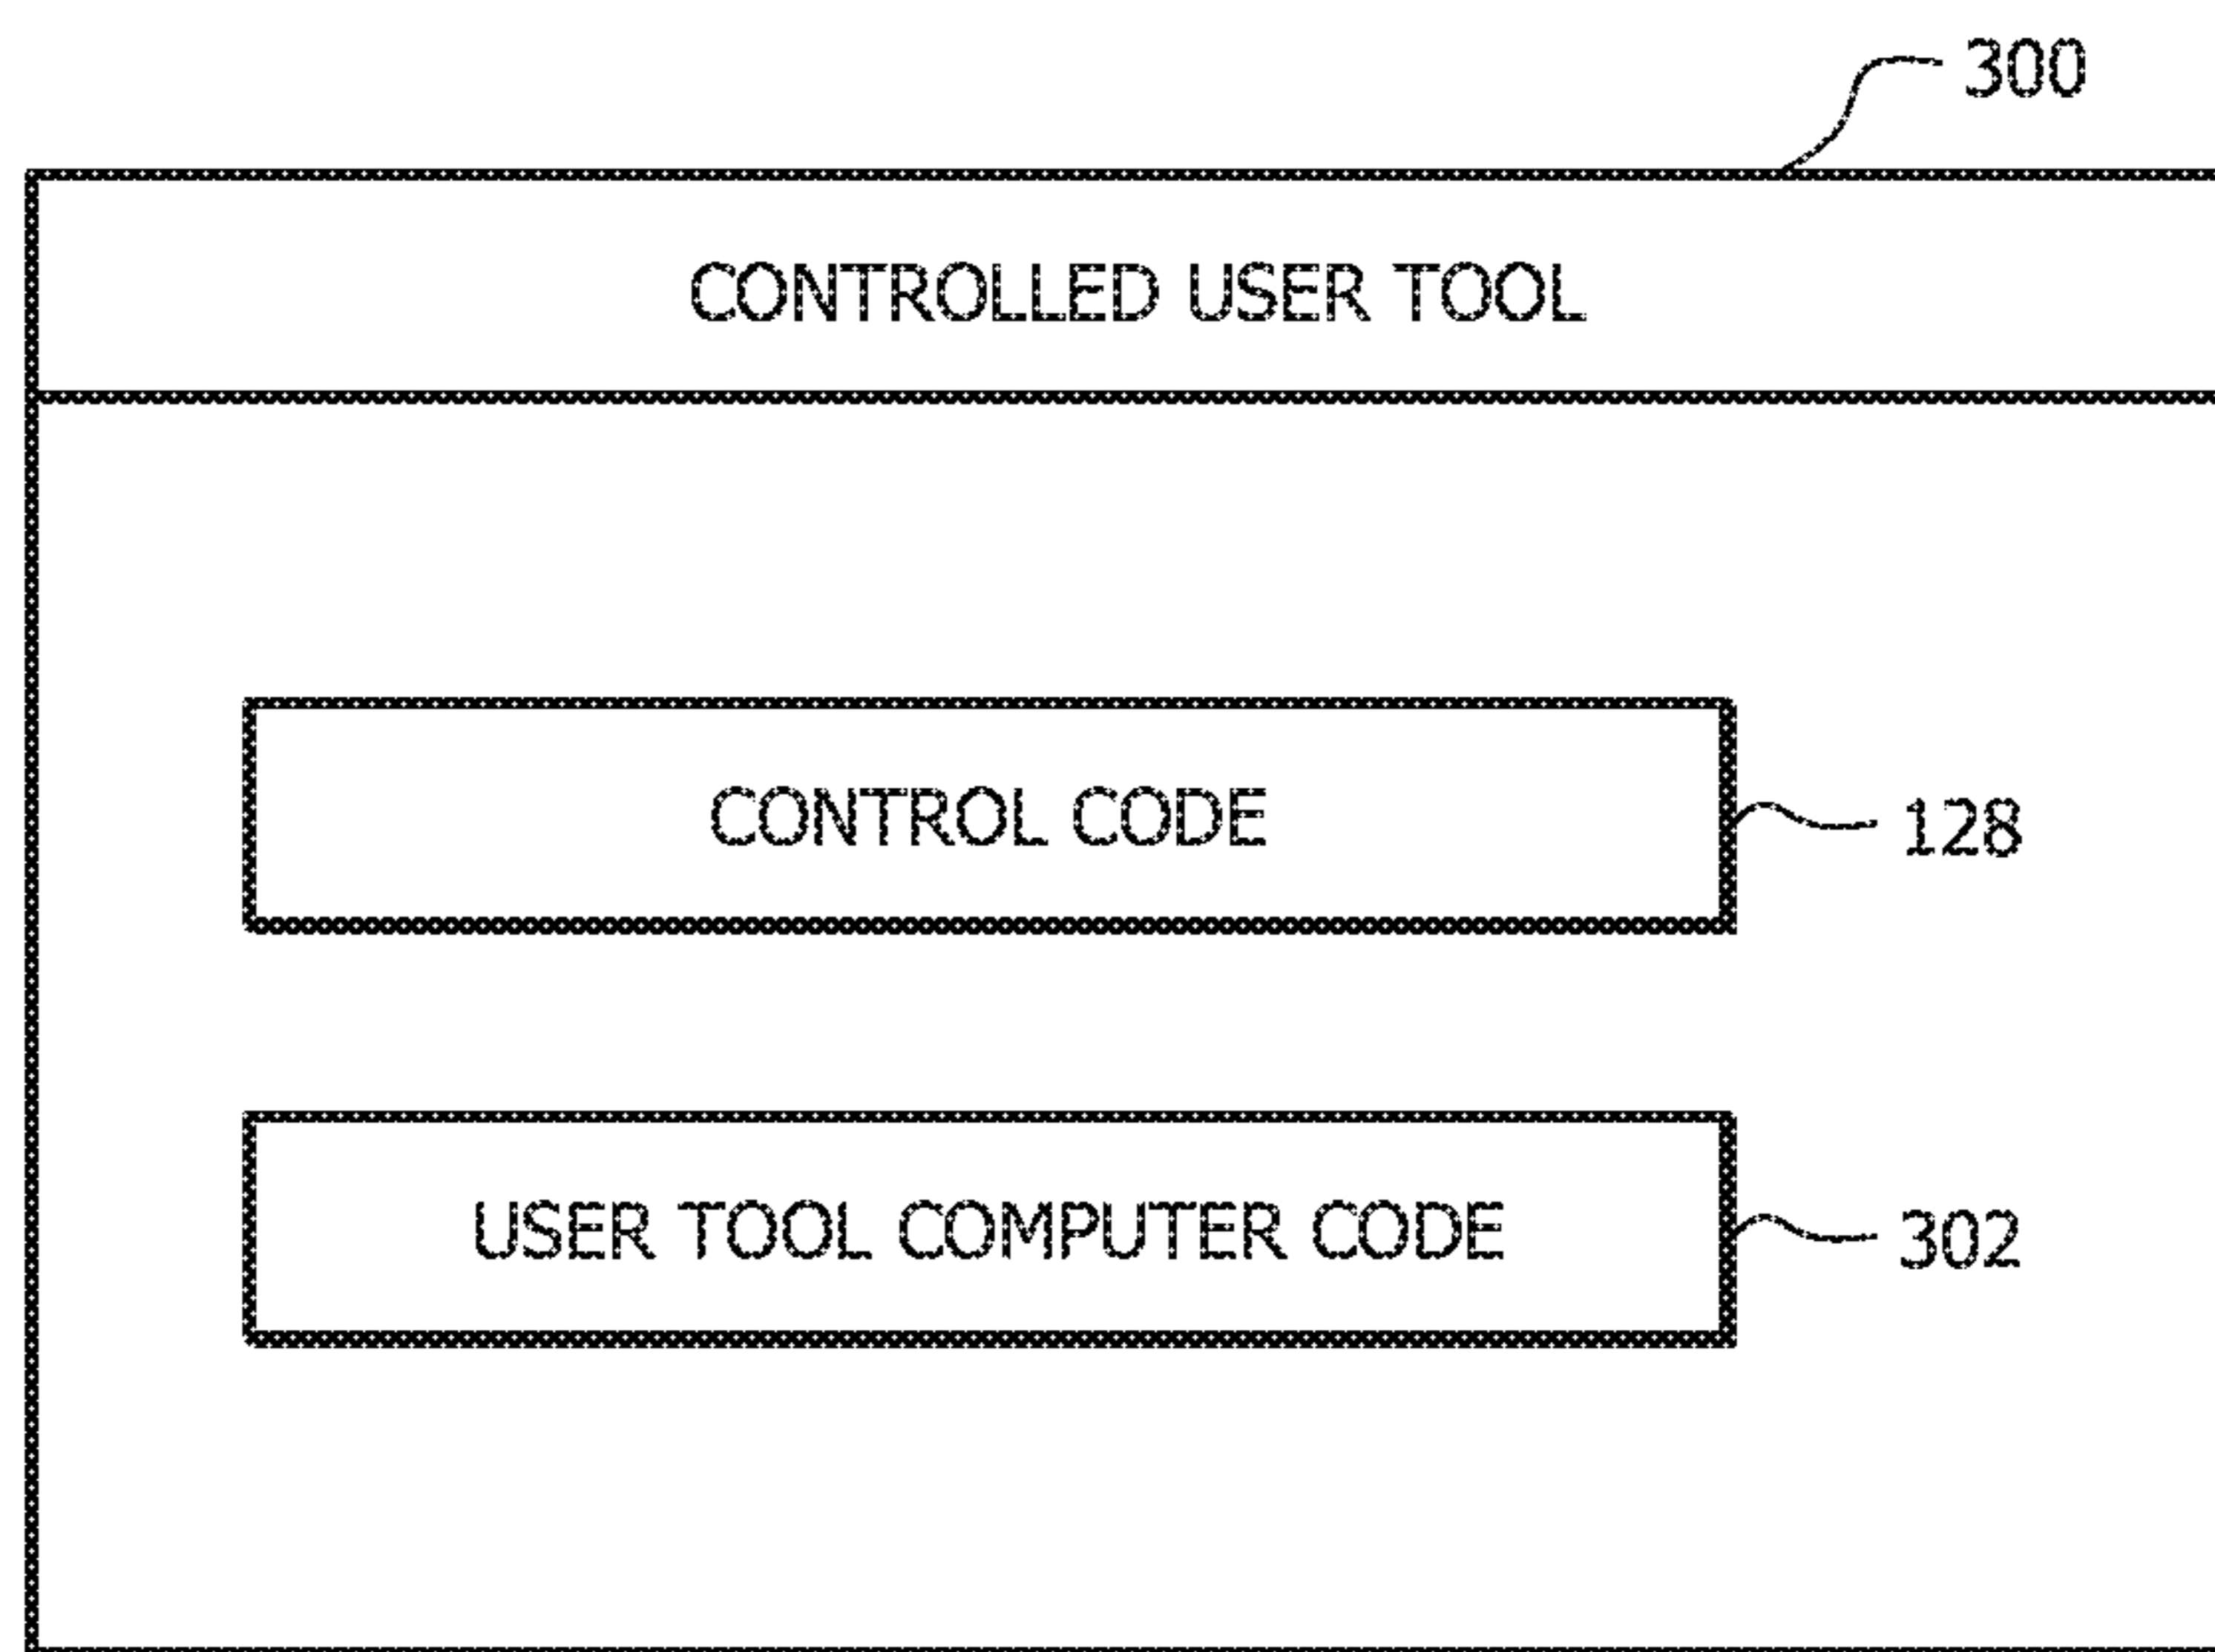 300
CONTROLLED USER TOOL
CONTROL CODE
128
USER TOOL COMPUTER CODE
302